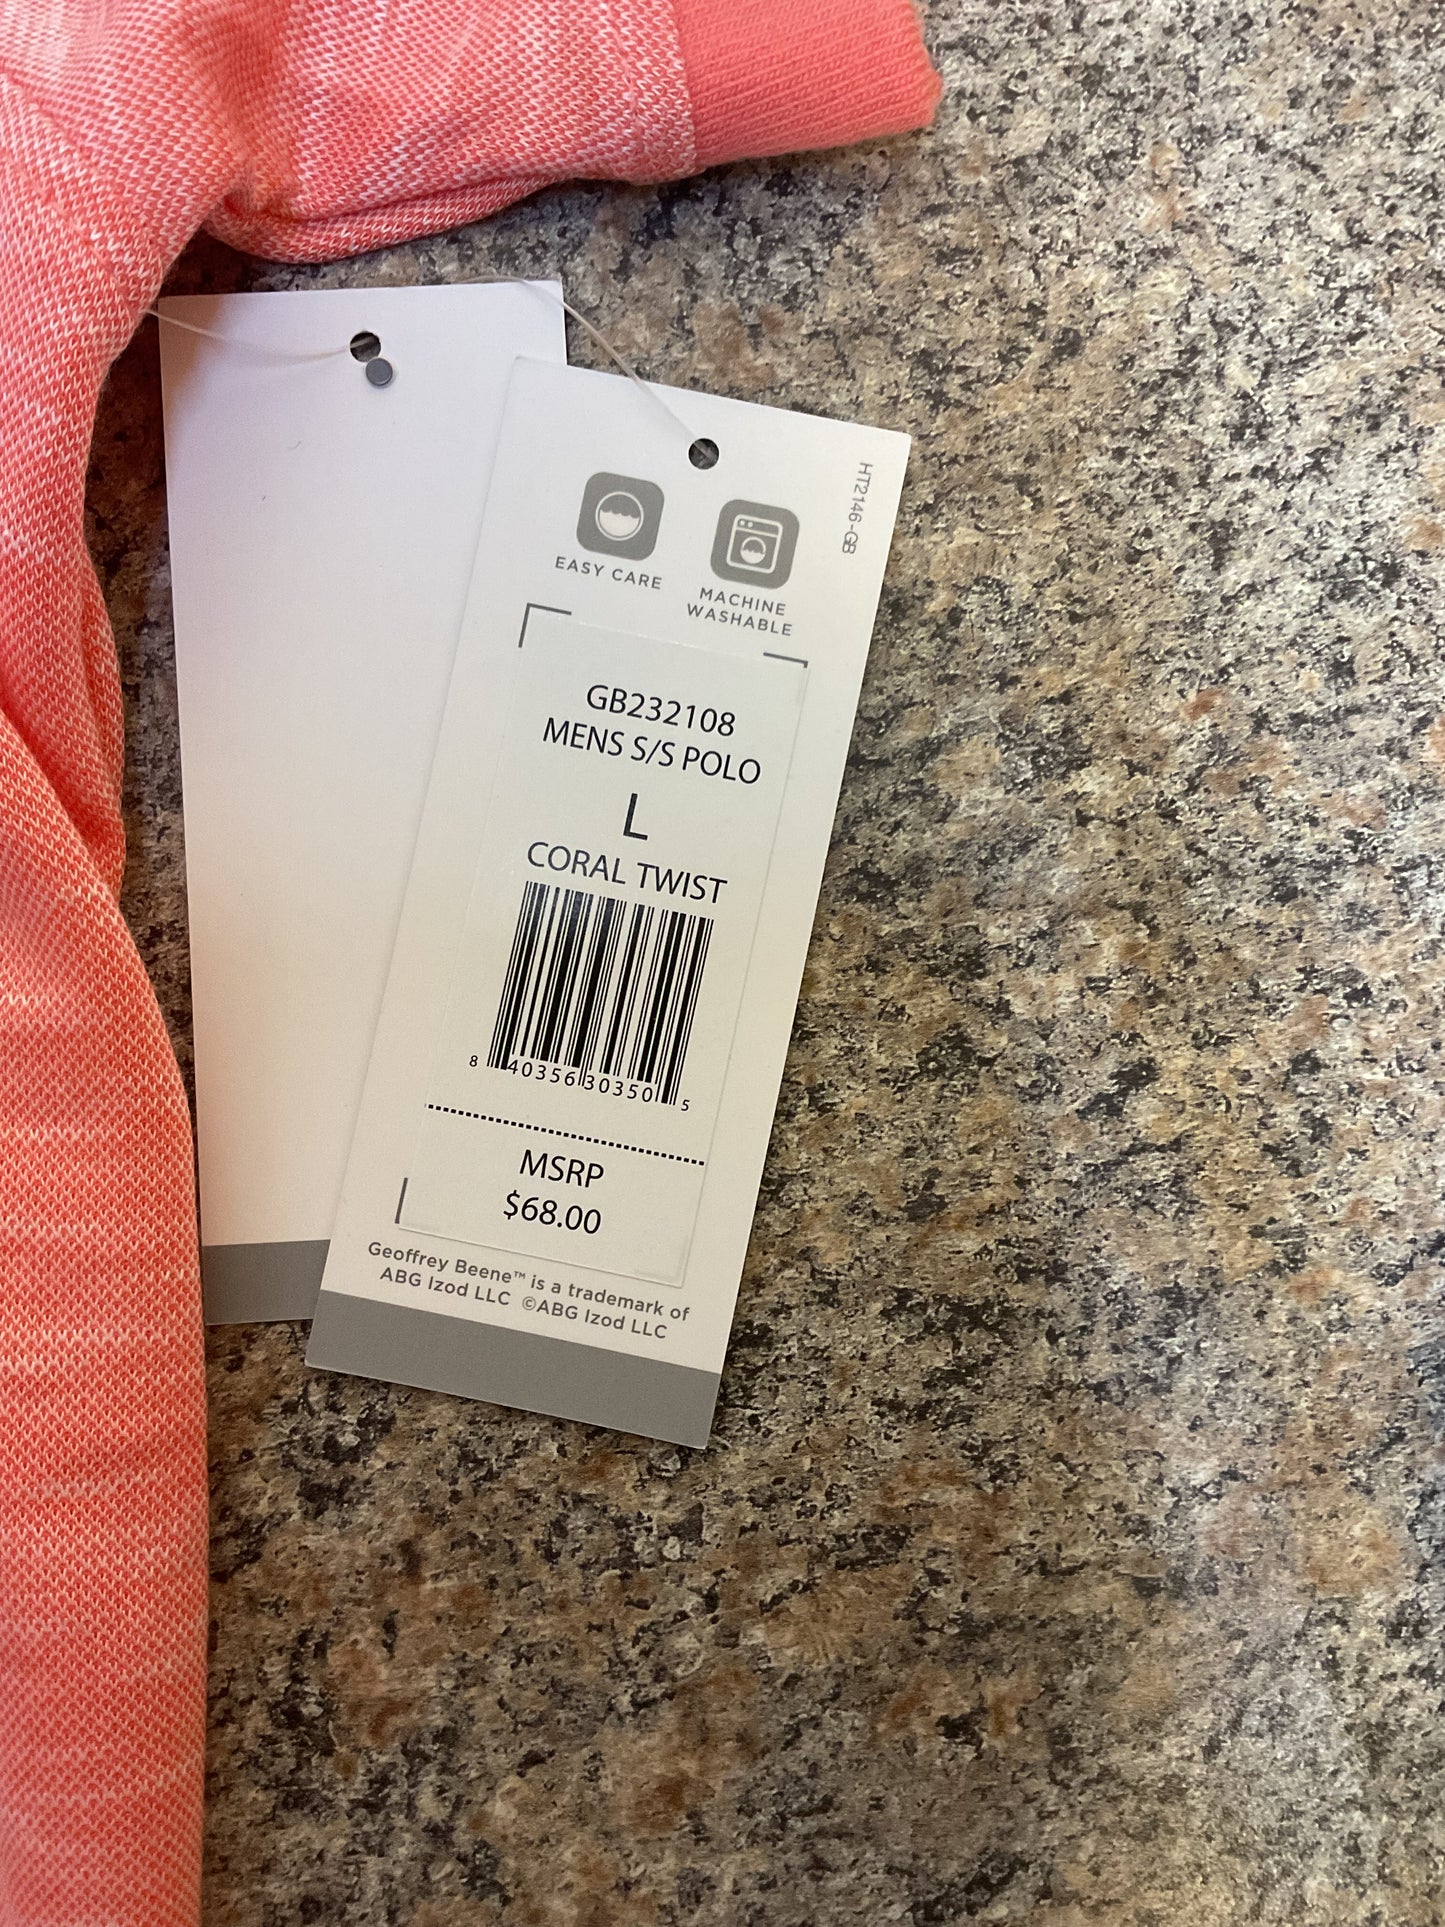 HT2146-GB
EASY CARE
MACHINE
WASHABLE
GB232108
MENS S/S POLO
L
CORAL TWIST
8 40356 30350 5
MSRP
$68.00
Geoffrey Beene™ is a trademark of
ABG Izod LLC ©ABG Izod LLC